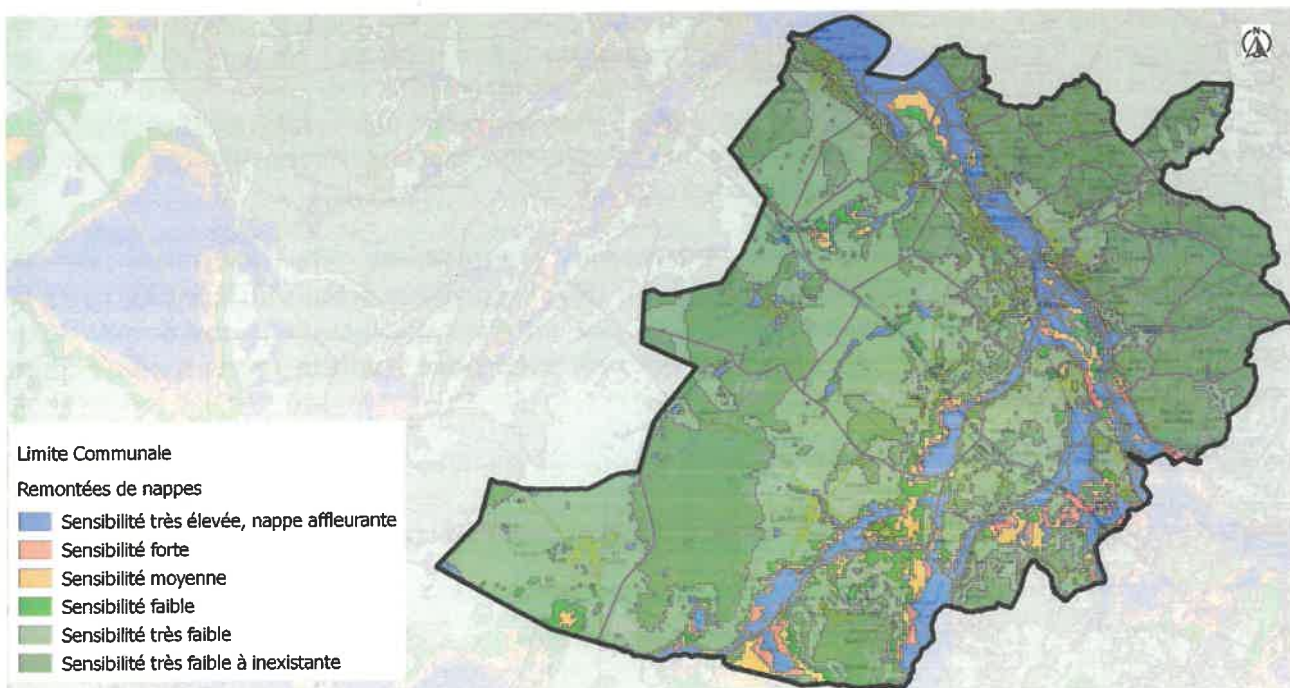 N
Limite Communale
Remontées de nappes
Sensibilité très élevée, nappe affleurante
Sensibilité forte
Sensibilité moyenne
Sensibilité faible
Sensibilité très faible
Sensibilité très faible à inexistante